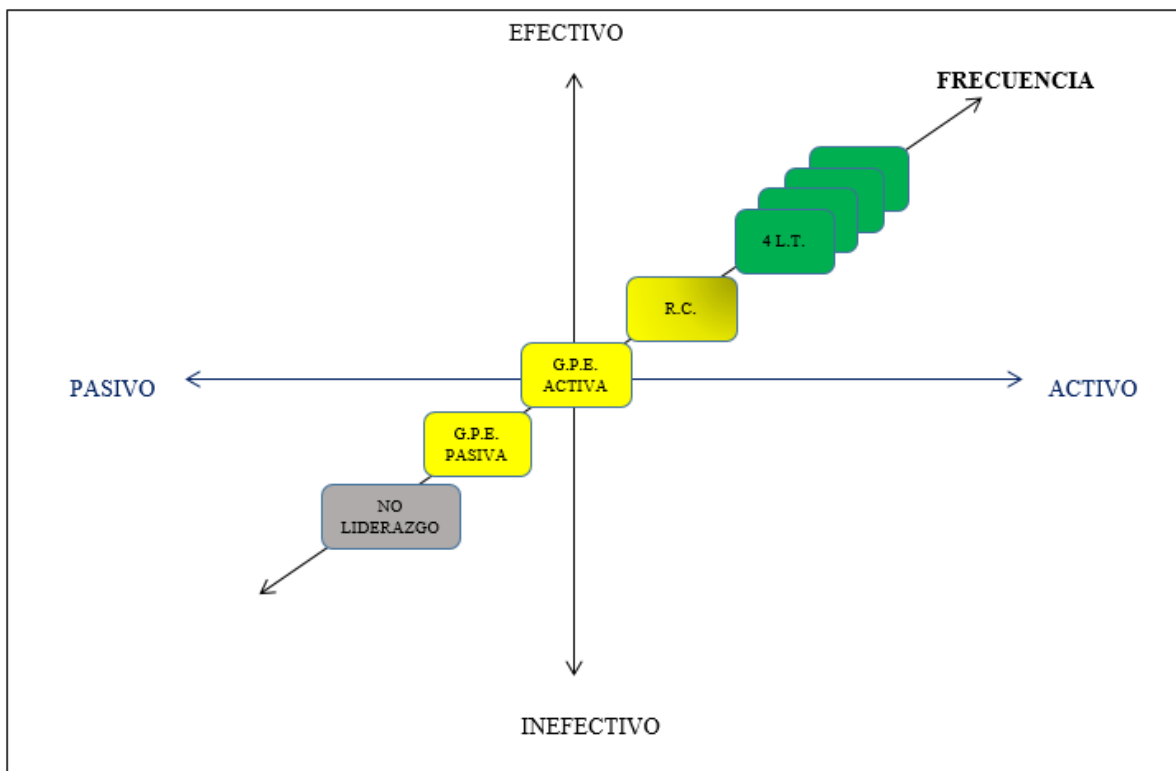 EFECTIVO
FRECUENCIA
4 L.T.
R.C.
G.P.E.
ACTIVA
PASIVO
ACTIVO
G.P.E.
PASIVA
NO
LIDERAZGO
INEFECTIVO